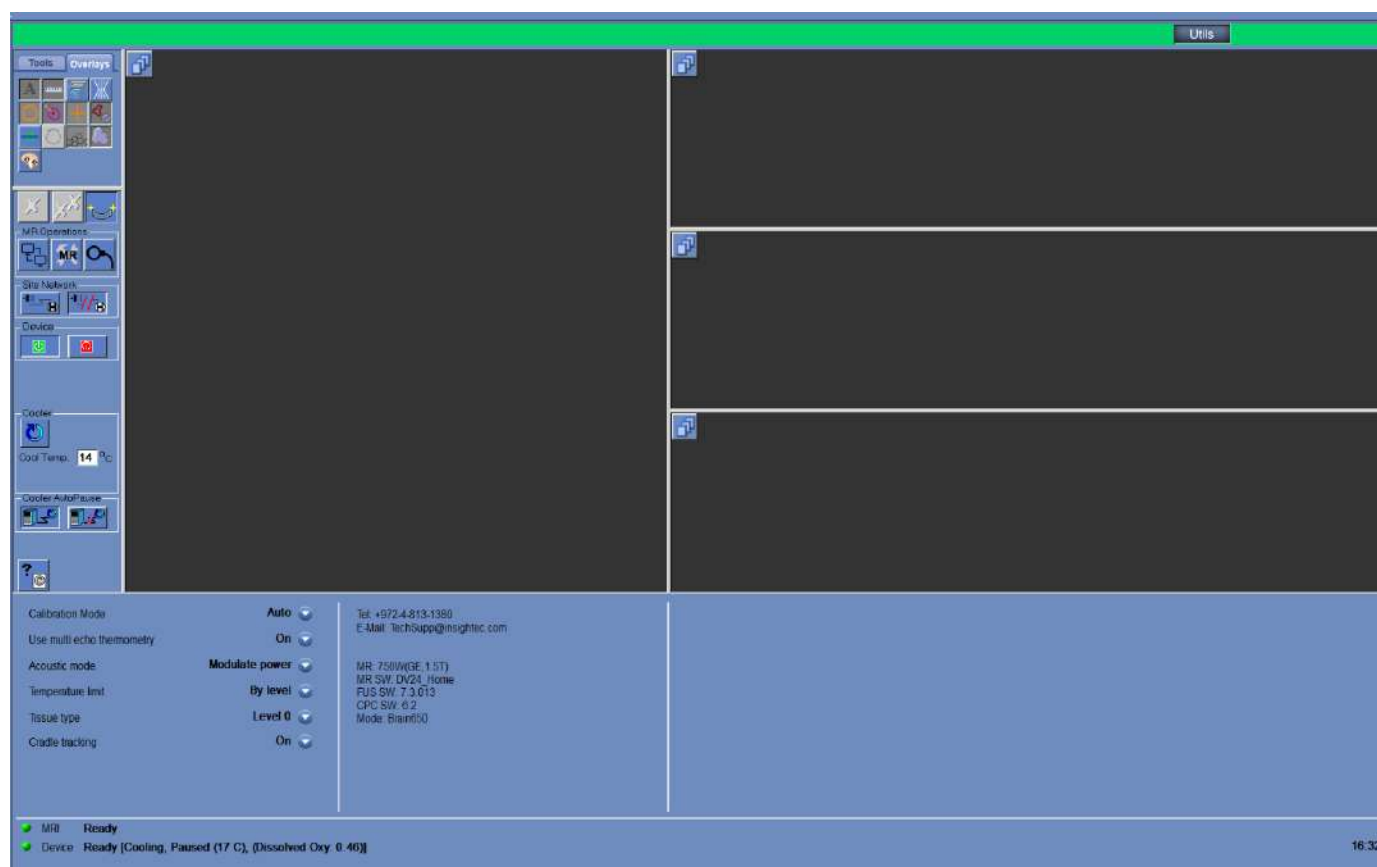 Utils
Tools Overlays
A
MR Operations
MR
Site Network
Device
Cooler
Cool Temp. 14 °c
Cooler AutoPause
?
Calibration Mode Auto
Use multi echo thermometry On
Acoustic mode Modulate power
Temperature limit By level
Tissue type Level 0
Cradle tracking On
Tel: +972-4-813-1380
E-Mail: TechSupp@insightec.com
MR: 750W(GE,1.5T)
MR SW: DV24_Home
FUS SW: 7.3.013
CPC SW: 6.2
Mode: Brain650
MRI Ready
Device Ready [Cooling, Paused (17 C), (Dissolved Oxy: 0.46)]
16:32